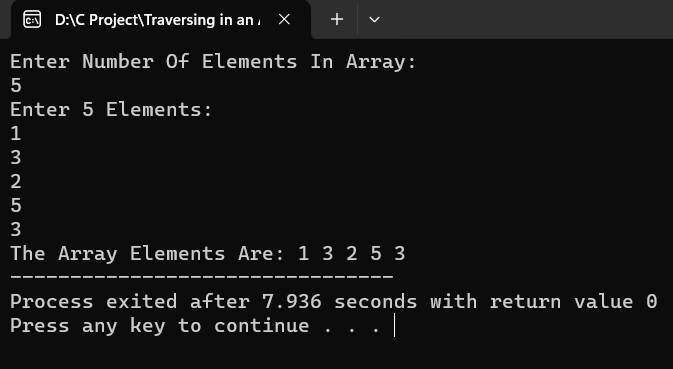 D:\C Project\Traversing in an
Enter Number Of Elements In Array:
5
Enter 5 Elements:
1
3
2
5
3
The Array Elements Are: 1 3 2 5 3
--------------------------------
Process exited after 7.936 seconds with return value 0
Press any key to continue . . .